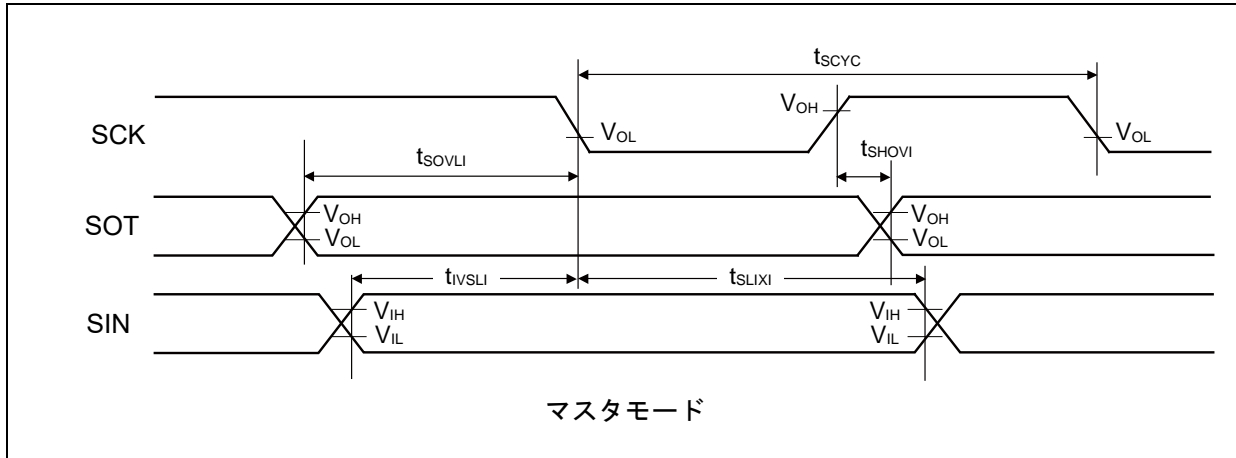 tSCYC
SCK
VOH
VOL
VOL
tSOVLI
tSHOVI
SOT
VOH
VOL
VOH
VOL
tIVSLI
tSLIXI
SIN
VIH
VIL
VIH
VIL
マスタモード